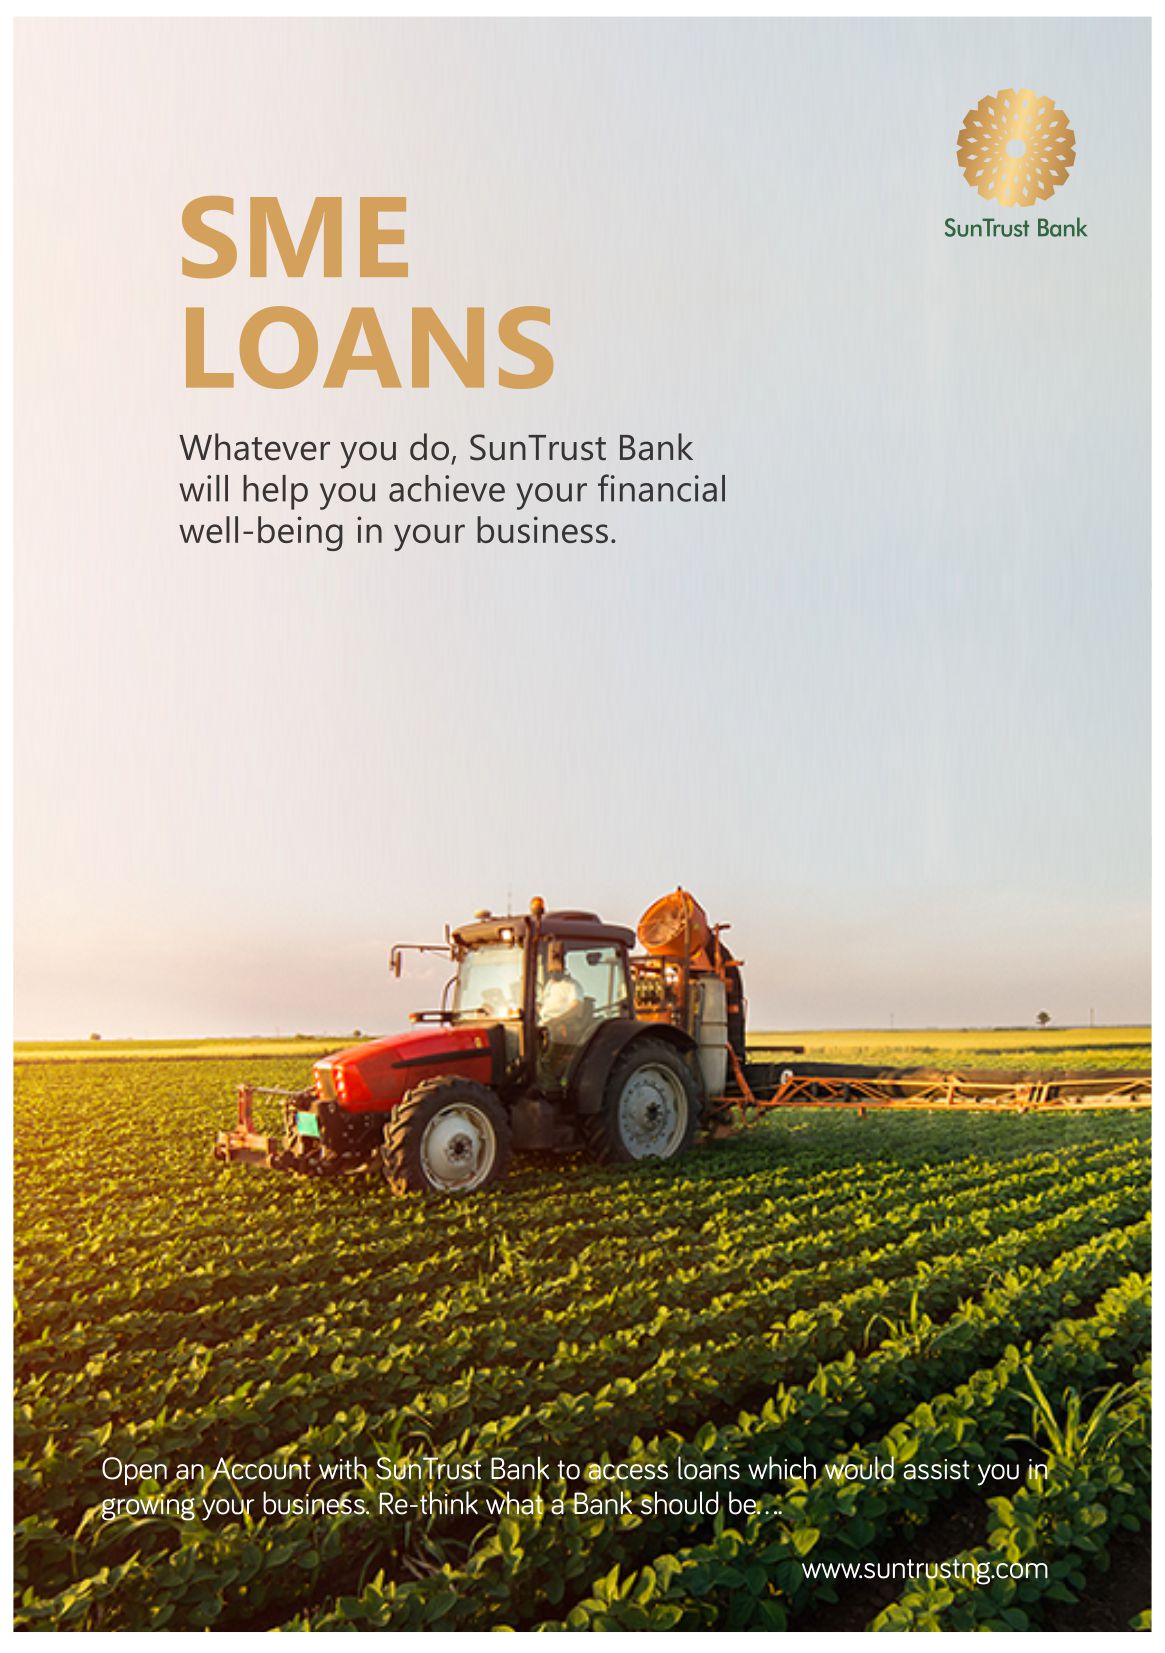 SunTrust Bank
SME
LOANS
Whatever you do, SunTrust Bank
will help you achieve your financial
well-being in your business.
Open an Account with SunTrust Bank to access loans which would assist you in
growing your business. Re-think what a Bank should be....
www.suntrustng.com